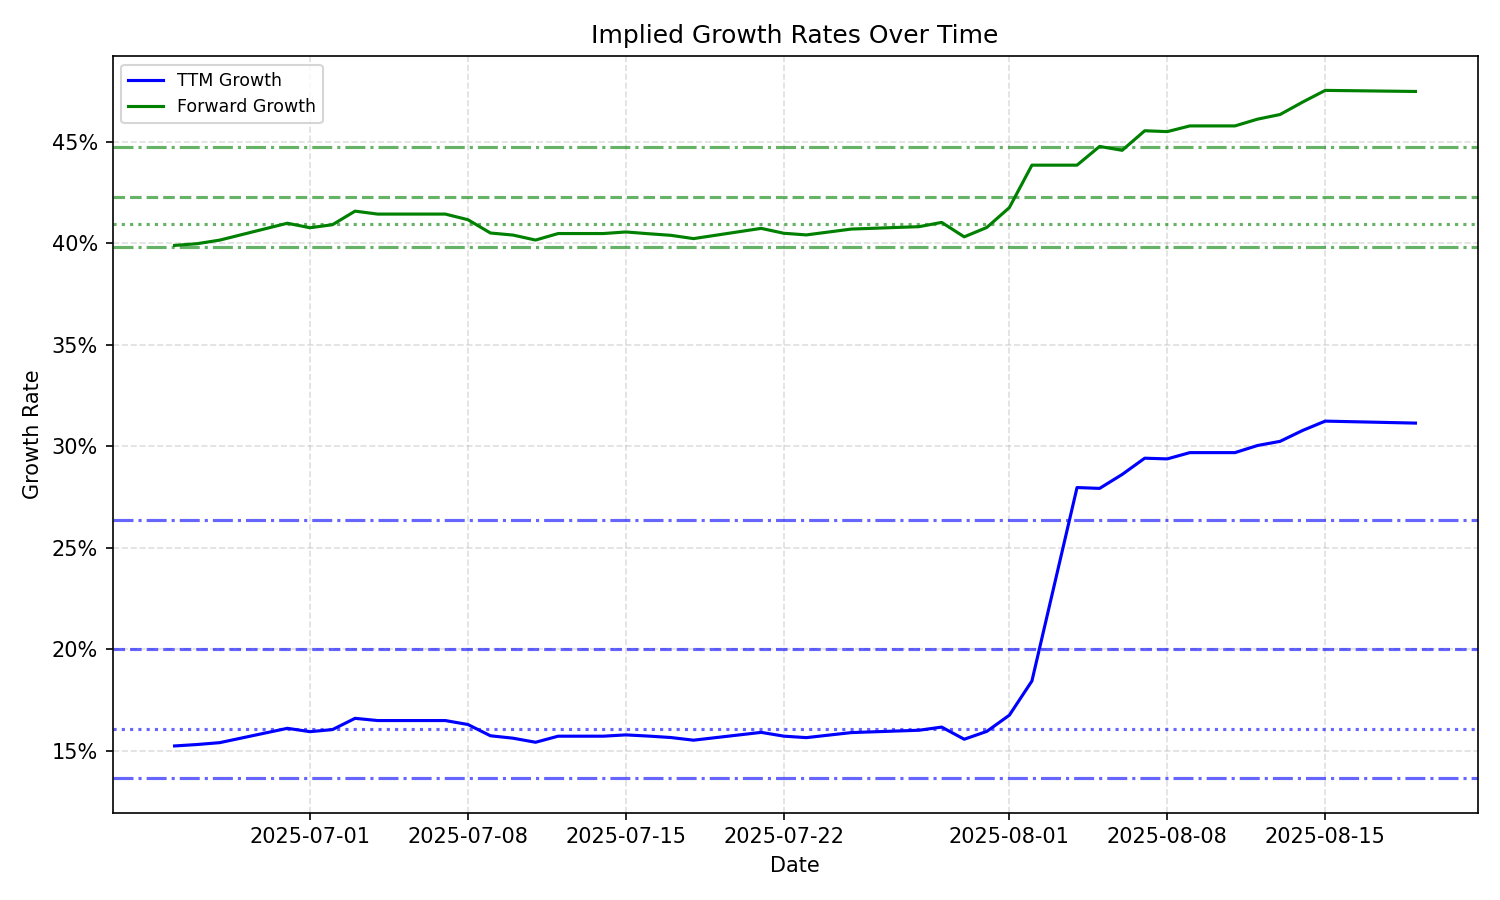 Implied Growth Rates Over Time
TTM Growth
Forward Growth
45%
40%
35%
30%
25%
20%
15%
Growth Rate
2025-07-01 2025-07-08 2025-07-15 2025-07-22 2025-08-01 2025-08-08 2025-08-15
Date